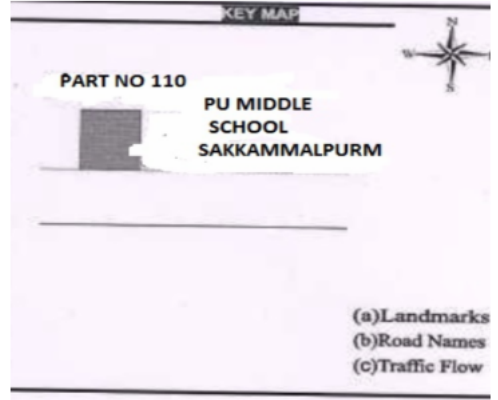 KEY MAP
N
W
S
PART NO 110
PU MIDDLE
SCHOOL
SAKKAMMALPURM
(a)Landmarks
(b)Road Names
(c)Traffic Flow